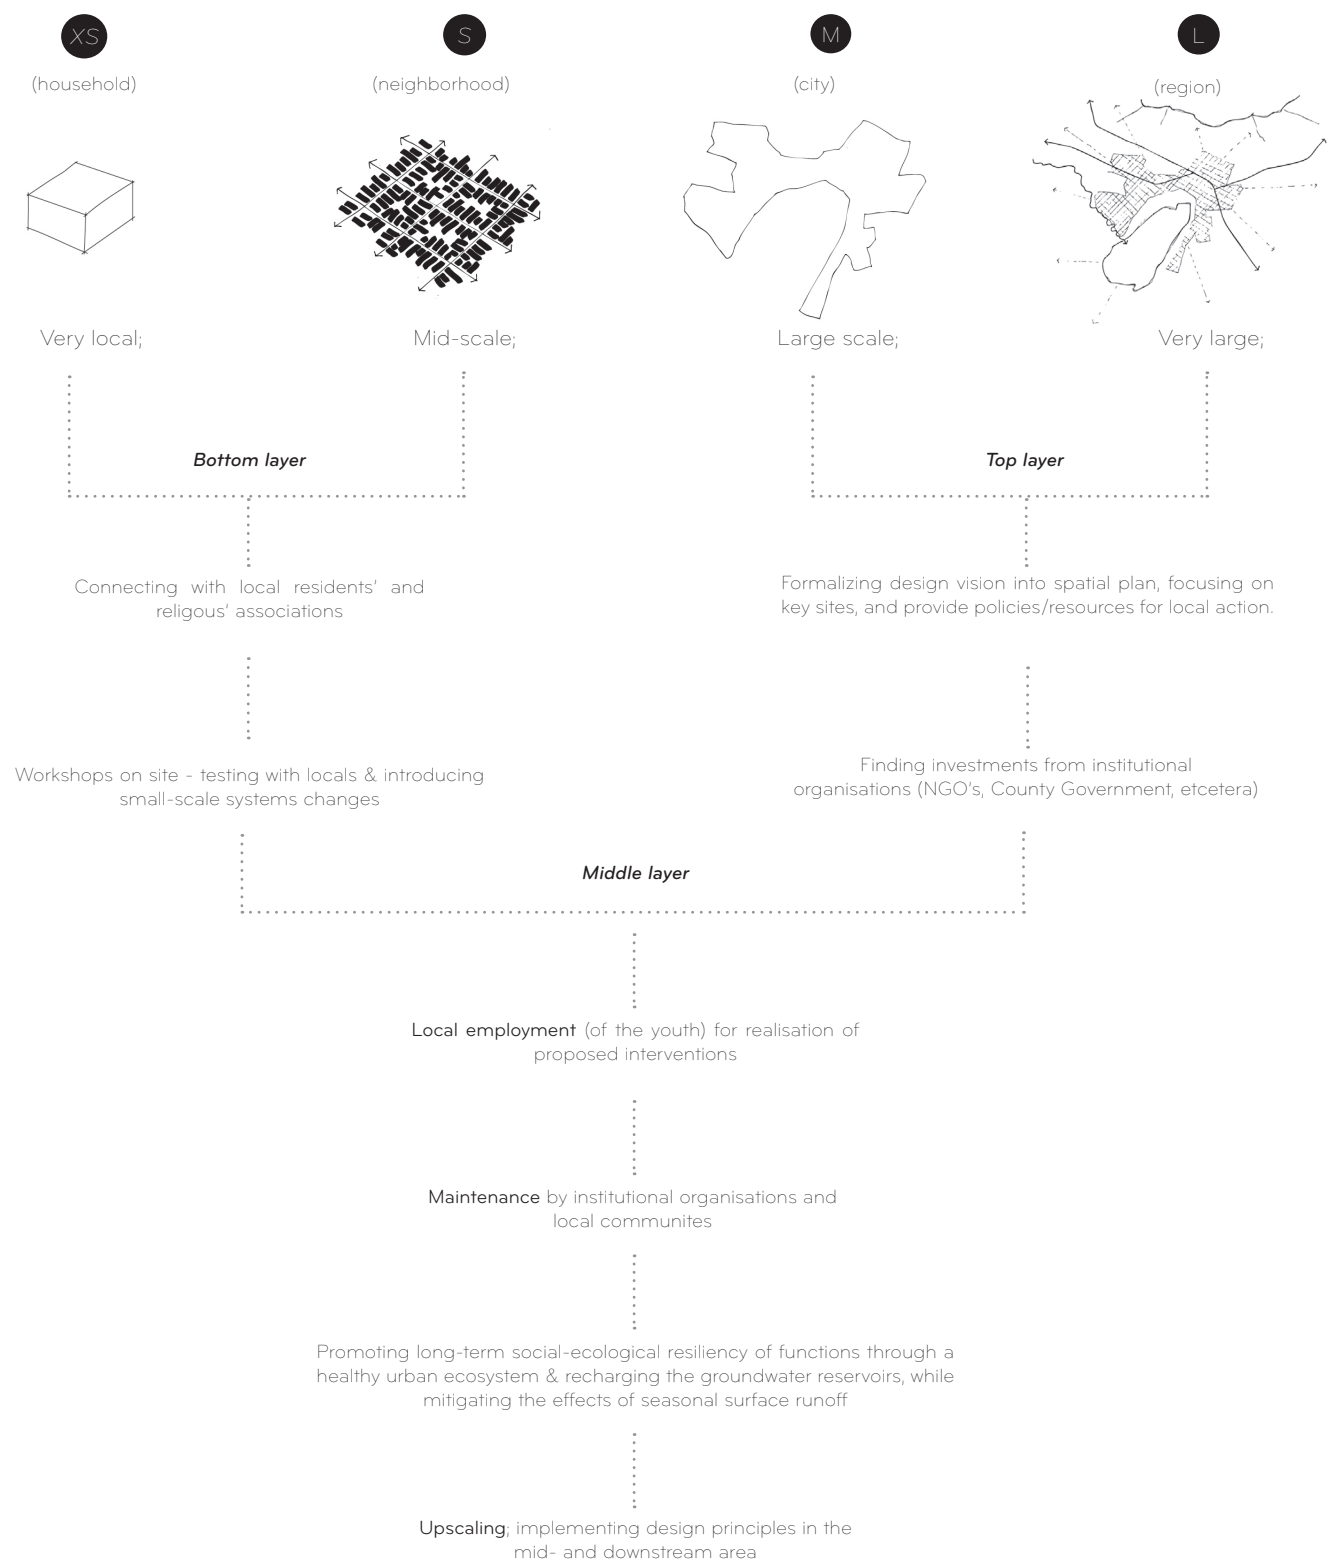 XS
S
M
L
(household)
(neighborhood)
(city)
(region)
Very local;
Mid-scale;
Large scale;
Very large;
Bottom layer
Top layer
Connecting with local residents' and
religous' associations
Formalizing design vision into spatial plan, focusing on
key sites, and provide policies/resources for local action.
Workshops on site - testing with locals & introducing
small-scale systems changes
Finding investments from institutional
organisations (NGO's, County Government, etcetera)
Middle layer
Local employment (of the youth) for realisation of
proposed interventions
Maintenance by institutional organisations and
local communites
Promoting long-term social-ecological resiliency of functions through a
healthy urban ecosystem & recharging the groundwater reservoirs, while
mitigating the effects of seasonal surface runoff
Upscaling; implementing design principles in the
mid- and downstream area